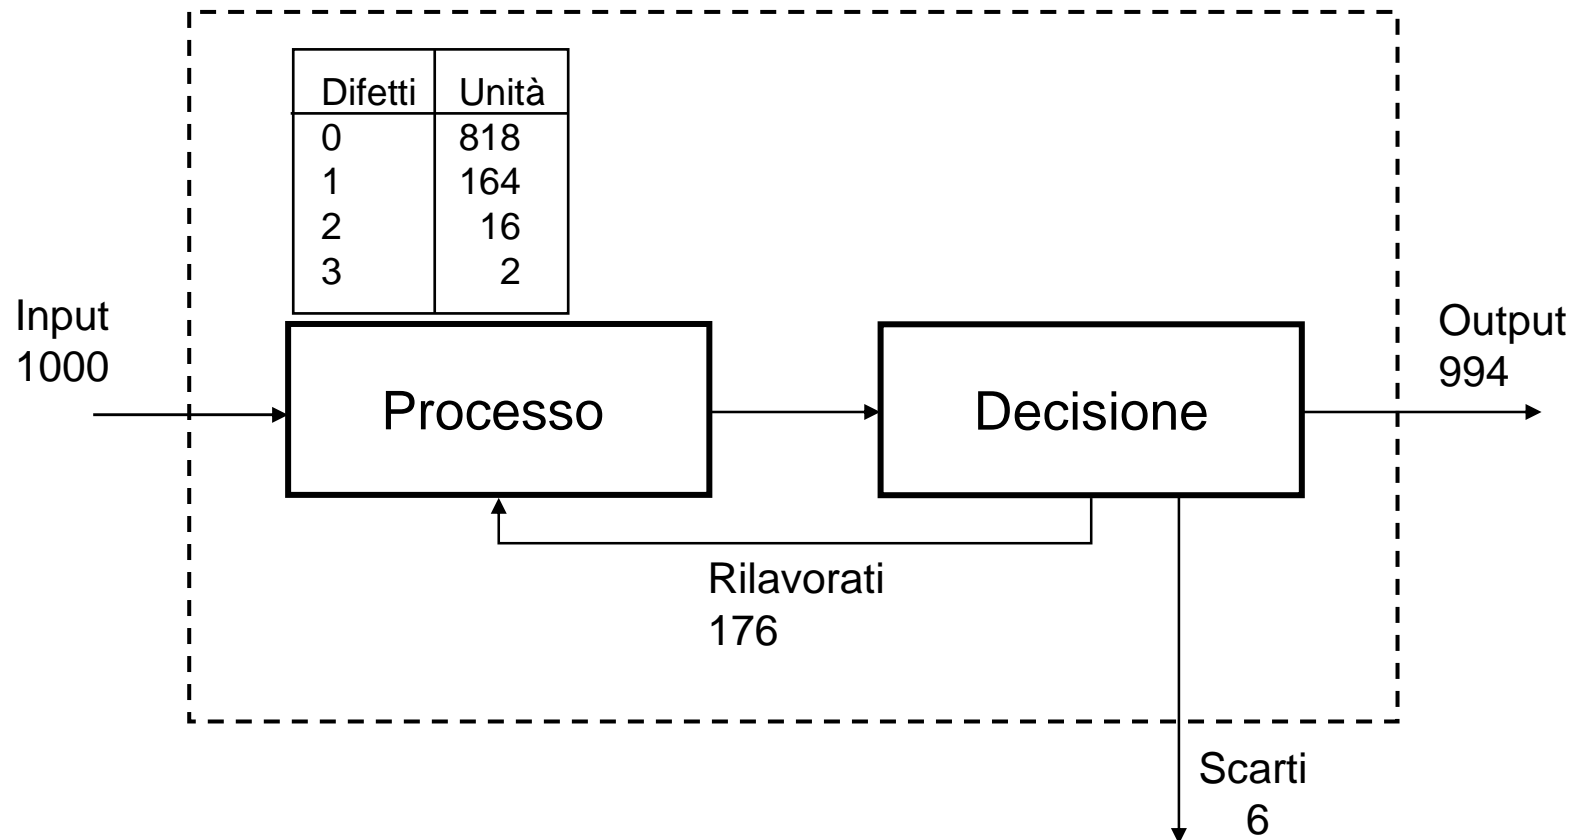 Difetti Unità
0 818
1 164
2 16
3 2
Input
1000
Output
994
Processo
Decisione
Rilavorati
176
Scarti
6